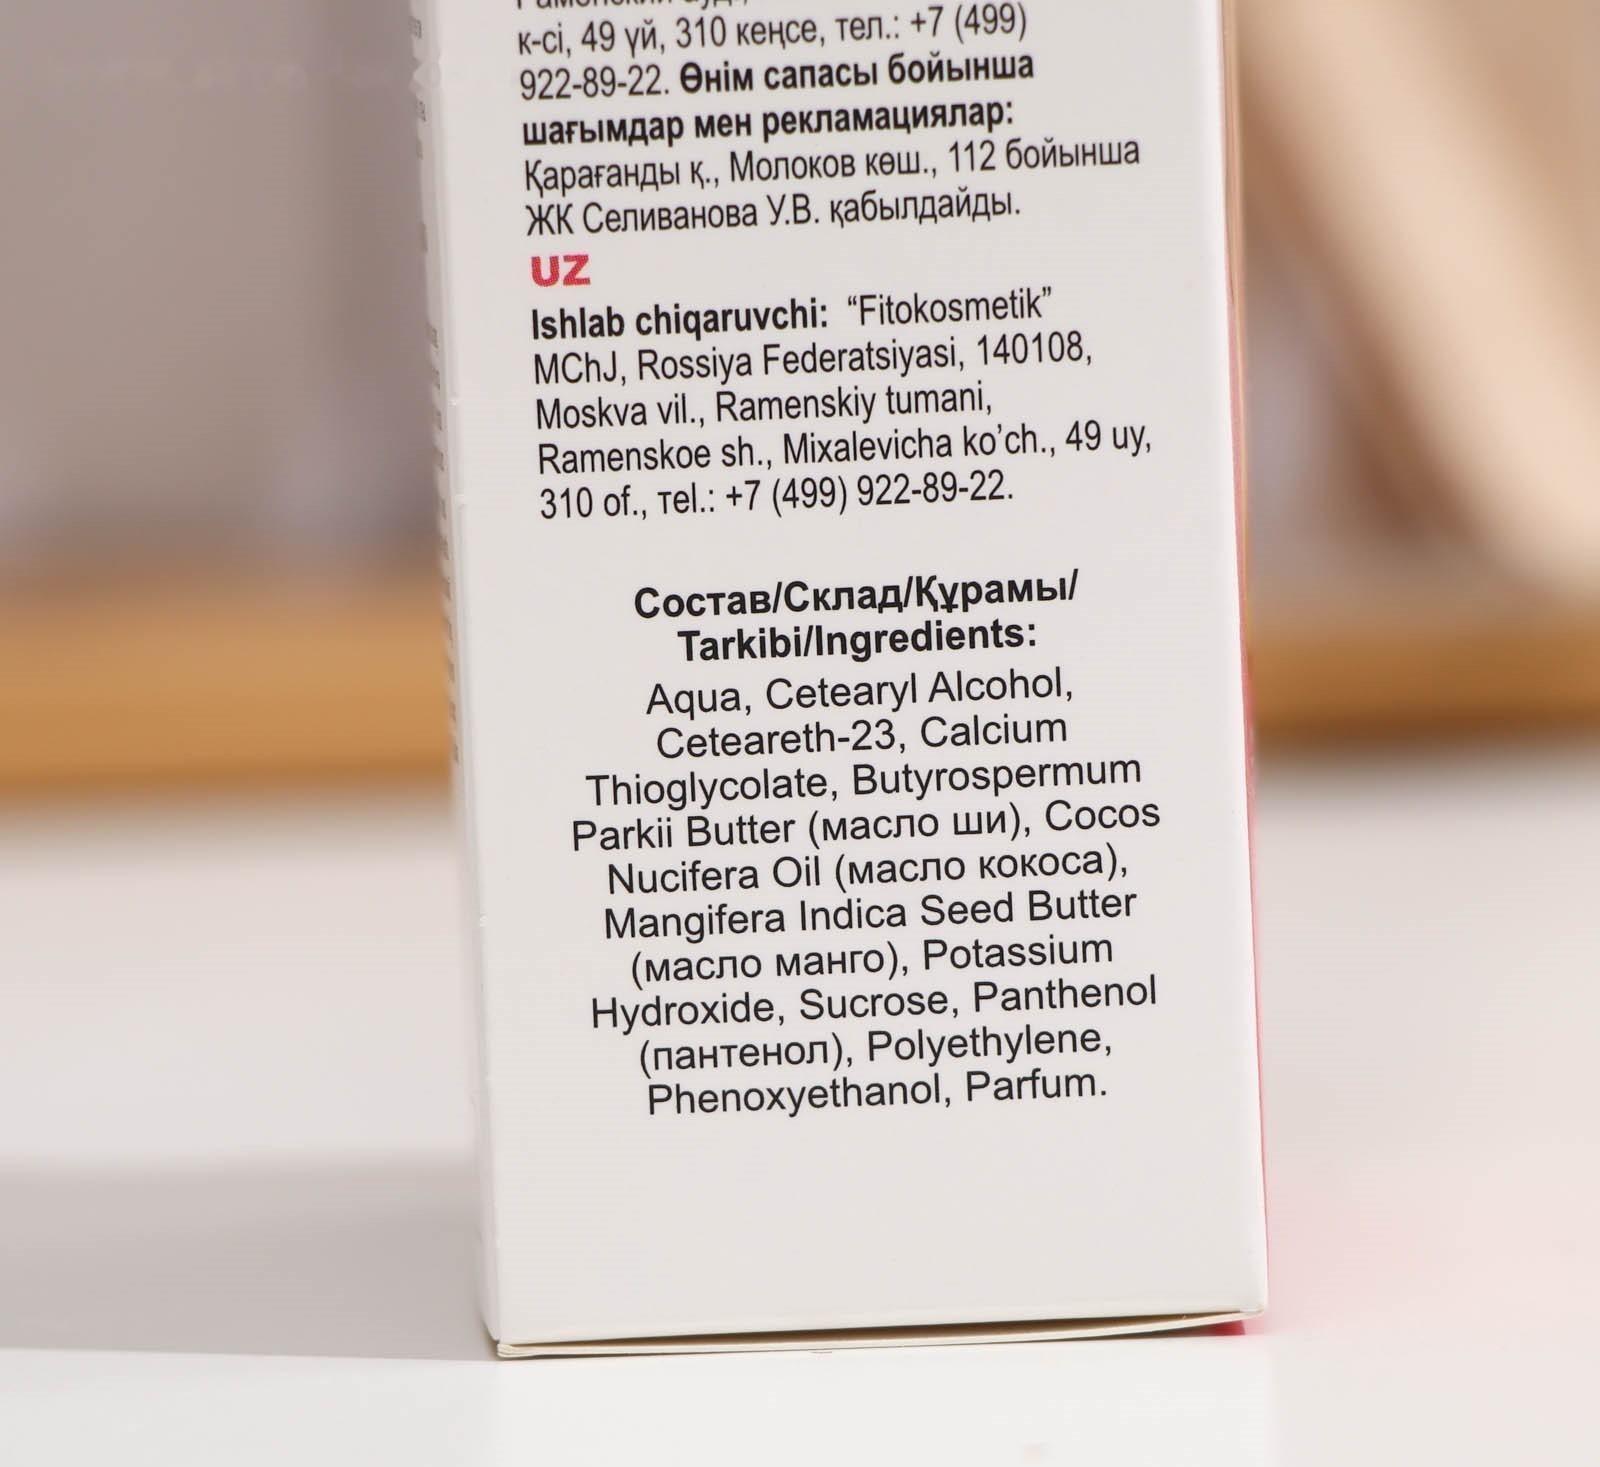 к-сі, 49 үй, 310 кеңсе, тел.: +7 (499)
922-89-22. Өнім сапасы бойынша
шағымдар мен рекламациялар:
Қарағанды қ., Молоков көш., 112 бойынша
ЖК Селиванова У.В. қабылдайды.
UZ
Ishlab chiqaruvchi: “Fitokosmetik”
MChJ, Rossiya Federatsiyasi, 140108,
Moskva vil., Ramenskiy tumani,
Ramenskoe sh., Mixalevicha ko’ch., 49 uy,
310 of., тel.: +7 (499) 922-89-22.
Состав/Склад/Құрамы/
Tarkibi/Ingredients:
Aqua, Cetearyl Alcohol,
Ceteareth-23, Calcium
Thioglycolate, Butyrospermum
Parkii Butter (масло ши), Cocos
Nucifera Oil (масло кокоса),
Mangifera Indica Seed Butter
(масло манго), Potassium
Hydroxide, Sucrose, Panthenol
(пантенол), Polyethylene,
Phenoxyethanol, Parfum.